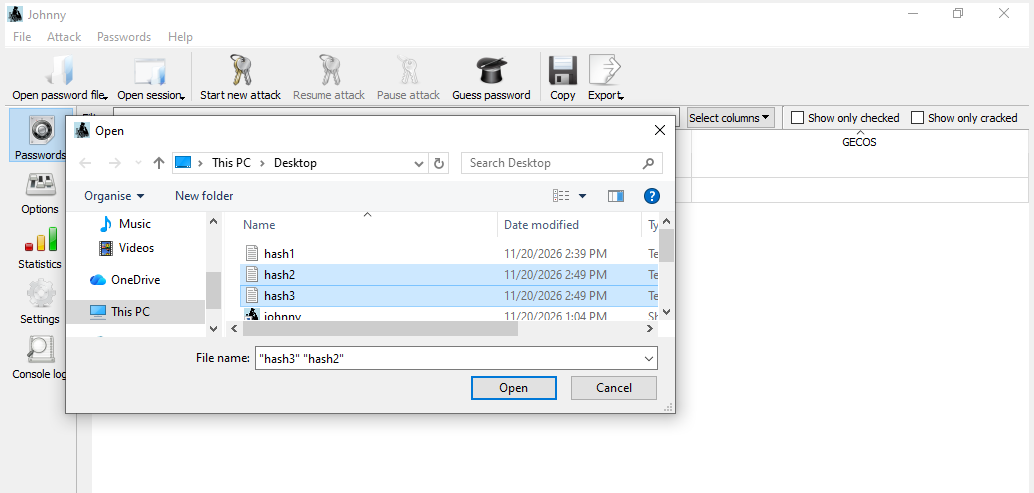 Johnny
File Attack Passwords Help
Open password file Open session Start new attack Resume attack Pause attack Guess password Copy Export
Select columns Show only checked Show only cracked
Passwords
Options
Statistics
Settings
Console log
GECOS
Open
This PC > Desktop Search Desktop
Organise New folder
Music
Videos
OneDrive
This PC
Name Date modified
hash1 11/20/2026 2:39 PM
hash2 11/20/2026 2:49 PM
hash3 11/20/2026 2:49 PM
johnny 11/20/2026 1:04 PM
File name: "hash3" "hash2"
Open Cancel